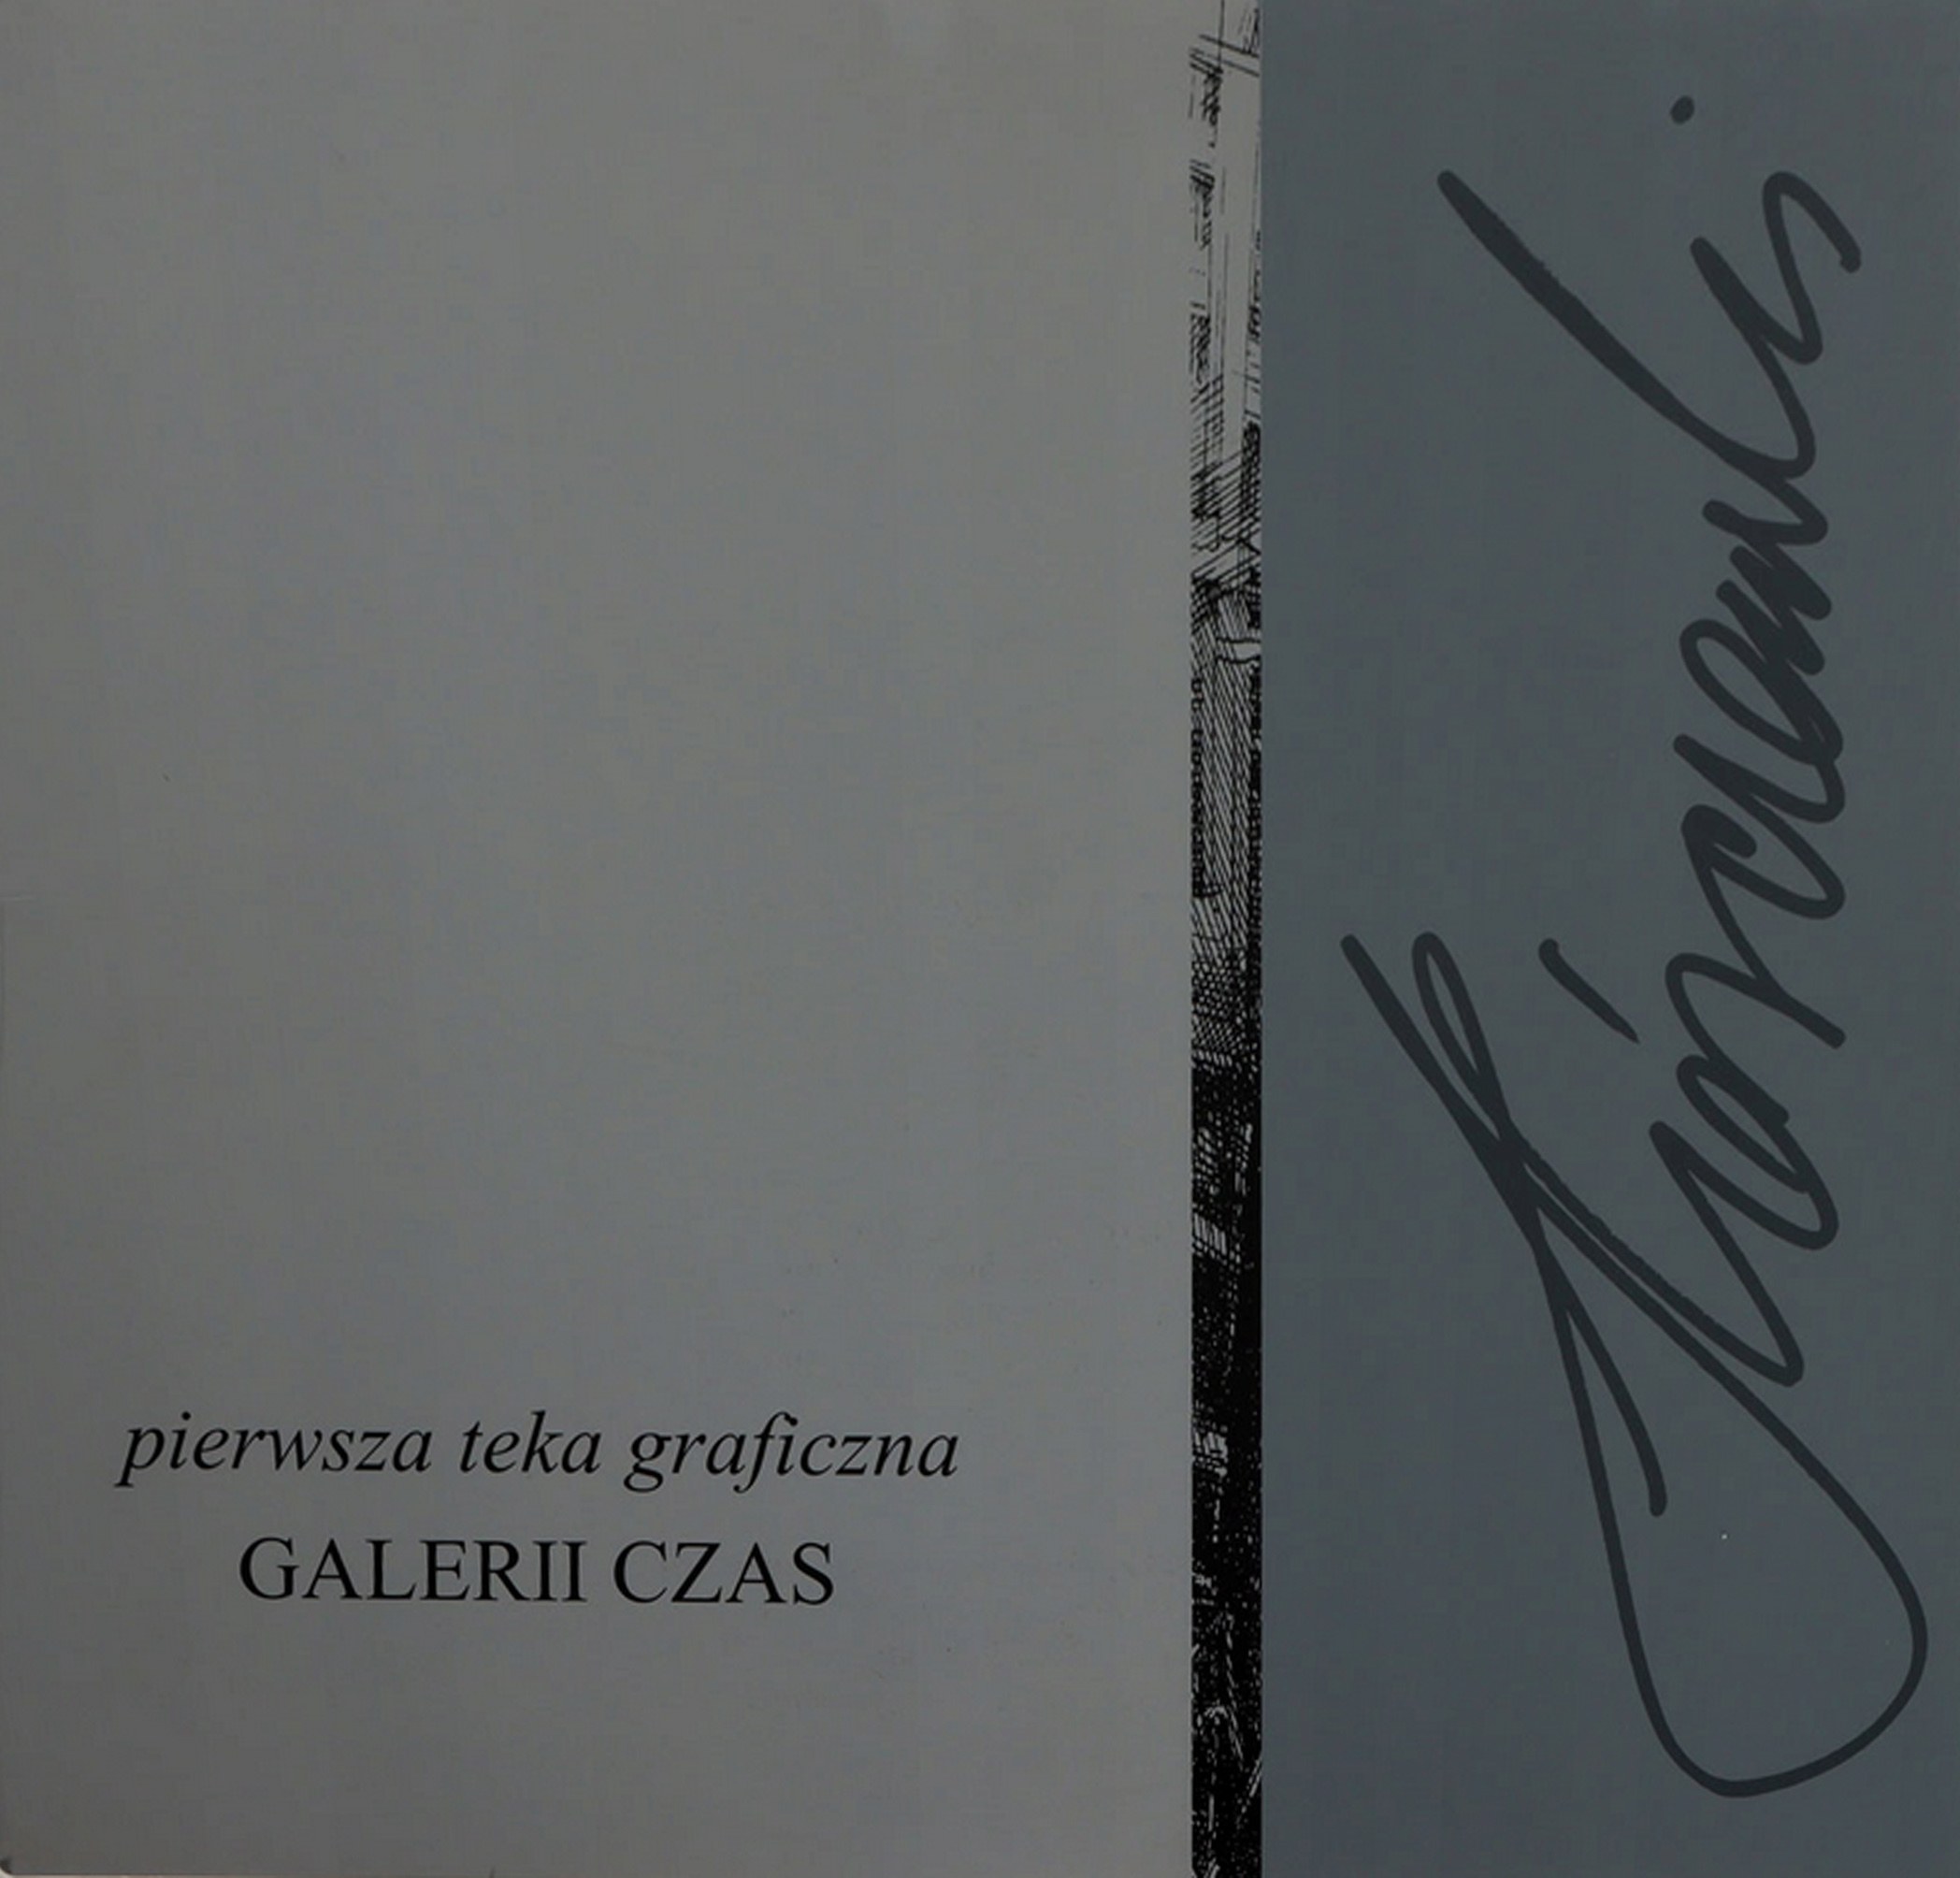 pierwsza teka graficzna
GALERII CZAS